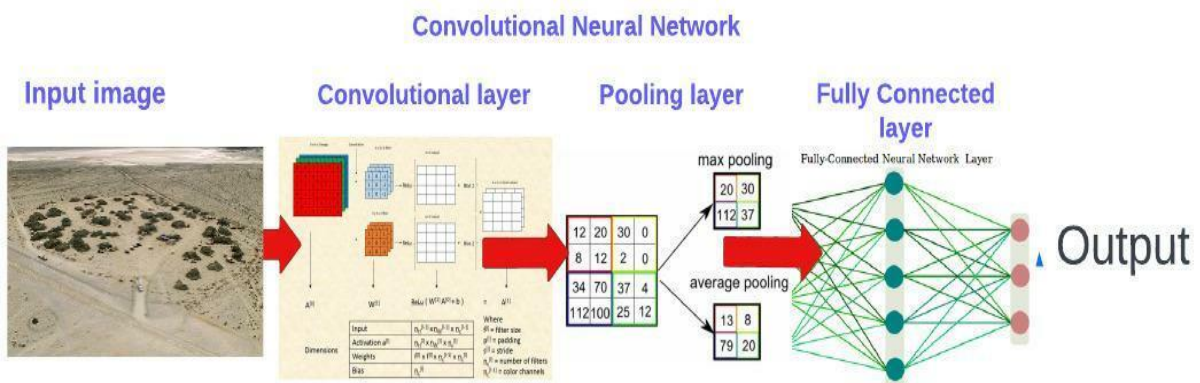 Convolutional Neural Network
Input image
Convolutional layer
Pooling layer
Fully Connected
layer
A[0]
W[1]
A[1]
Dimensions
Input
Activation
Weights
Bias
Where
= filter size
= padding
= stride
= number of filters
= color channels
12 20 30 0
8 12 2 0
34 70 37 4
112 100 25 12
max pooling
20 30
112 37
average pooling
13 8
79 20
Fully-Connected Neural Network Layer
Output